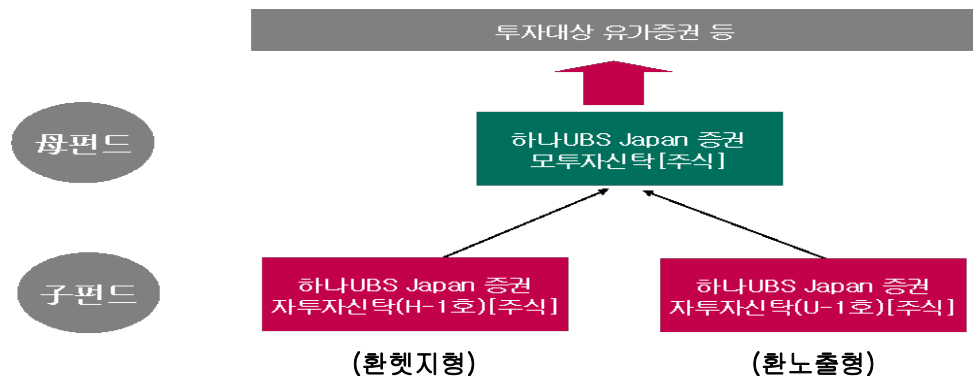 투자대상 유가증권 등
母펀드
하나UBS Japan 증권
모투자신탁[주식]
子펀드
하나UBS Japan 증권
자투자신탁(H-1호)[주식]
하나UBS Japan 증권
자투자신탁(U-1호)[주식]
(환헷지형)
(환노출형)